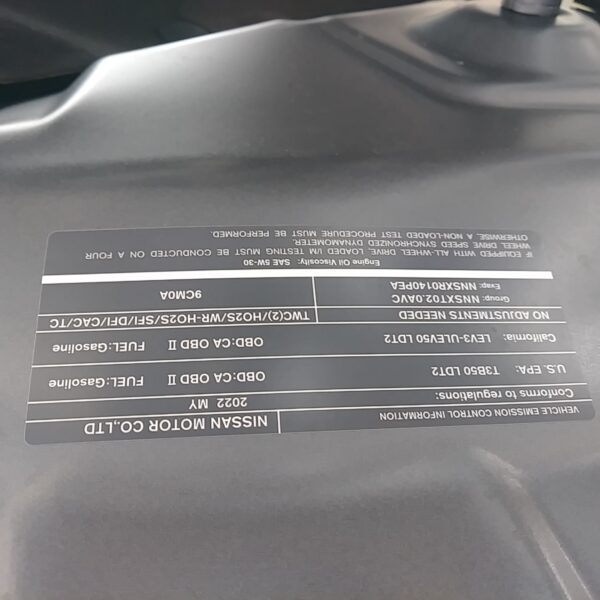 VEHICLE EMISSION CONTROL INFORMATION NISSAN MOTOR CO.,LTD
Conforms to regulations: 2022 MY
U.S. EPA: T3B50 LDT2 OBD:CA OBD II FUEL:Gasoline
California: LEV3-ULEV50 LDT2 OBD:CA OBD II FUEL:Gasoline
NO ADJUSTMENTS NEEDED TWC(2)/HO2S/WR-HO2S/SFI/DFI/CAC/TC
Group: NNSXT02.0AVC
Evap: NNSXR0140PEA 9CM0A
Engine Oil Viscosity: SAE 5W-30
IF EQUIPPED WITH ALL-WHEEL DRIVE, LOADED I/M TESTING MUST BE CONDUCTED ON A FOUR
WHEEL DRIVE SPEED SYNCHRONIZED DYNAMOMETER.
OTHERWISE, A NON-LOADED TEST PROCEDURE MUST BE PERFORMED.